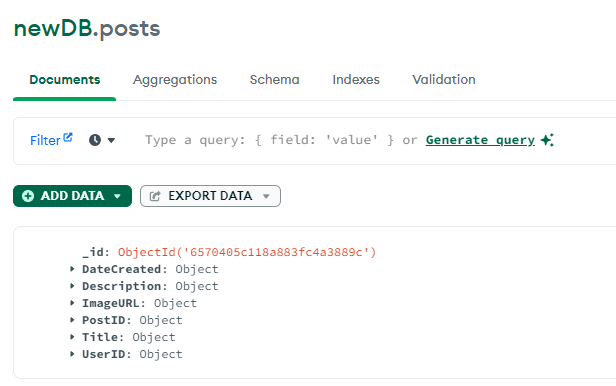 newDB.posts
Documents Aggregations Schema Indexes Validation
Filter Type a query: { field: 'value' } or Generate query
ADD DATA EXPORT DATA
_id: ObjectId('6570405c118a883fc4a3889c')
DateCreated: Object
Description: Object
ImageURL: Object
PostID: Object
Title: Object
UserID: Object